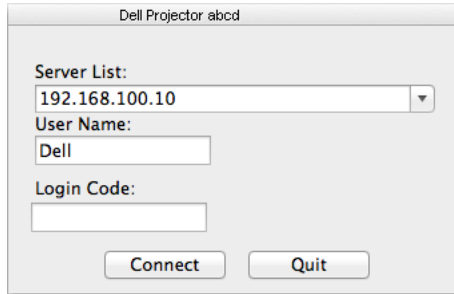 Dell Projector abcd
Server List:
192.168.100.10
User Name:
Dell
Login Code:
Connect Quit